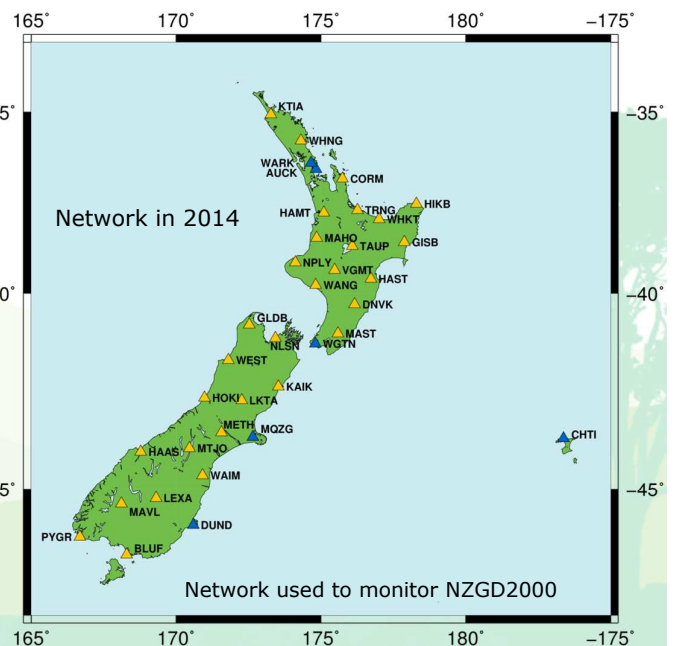 165° 170° 175° 180° −175°
5° −35°
KTIA
WHNG
WARK
AUCK
CORM
HAMT TRNG HIKB
WHKT
Network in 2014
MAHO TAUP GISB
NPLY VGMT
HAST
WANG
0° −40°
DNVK
GLDB
MAST
NLSN WGTN
WEST
KAIK
HOKI LKTA
METH MQZG
CHTI
HAAS MTJO
WAIM
5° −45°
LEXA
MAVL
DUND
PYGR
BLUF
Network used to monitor NZGD2000
165° 170° 175° 180° −175°